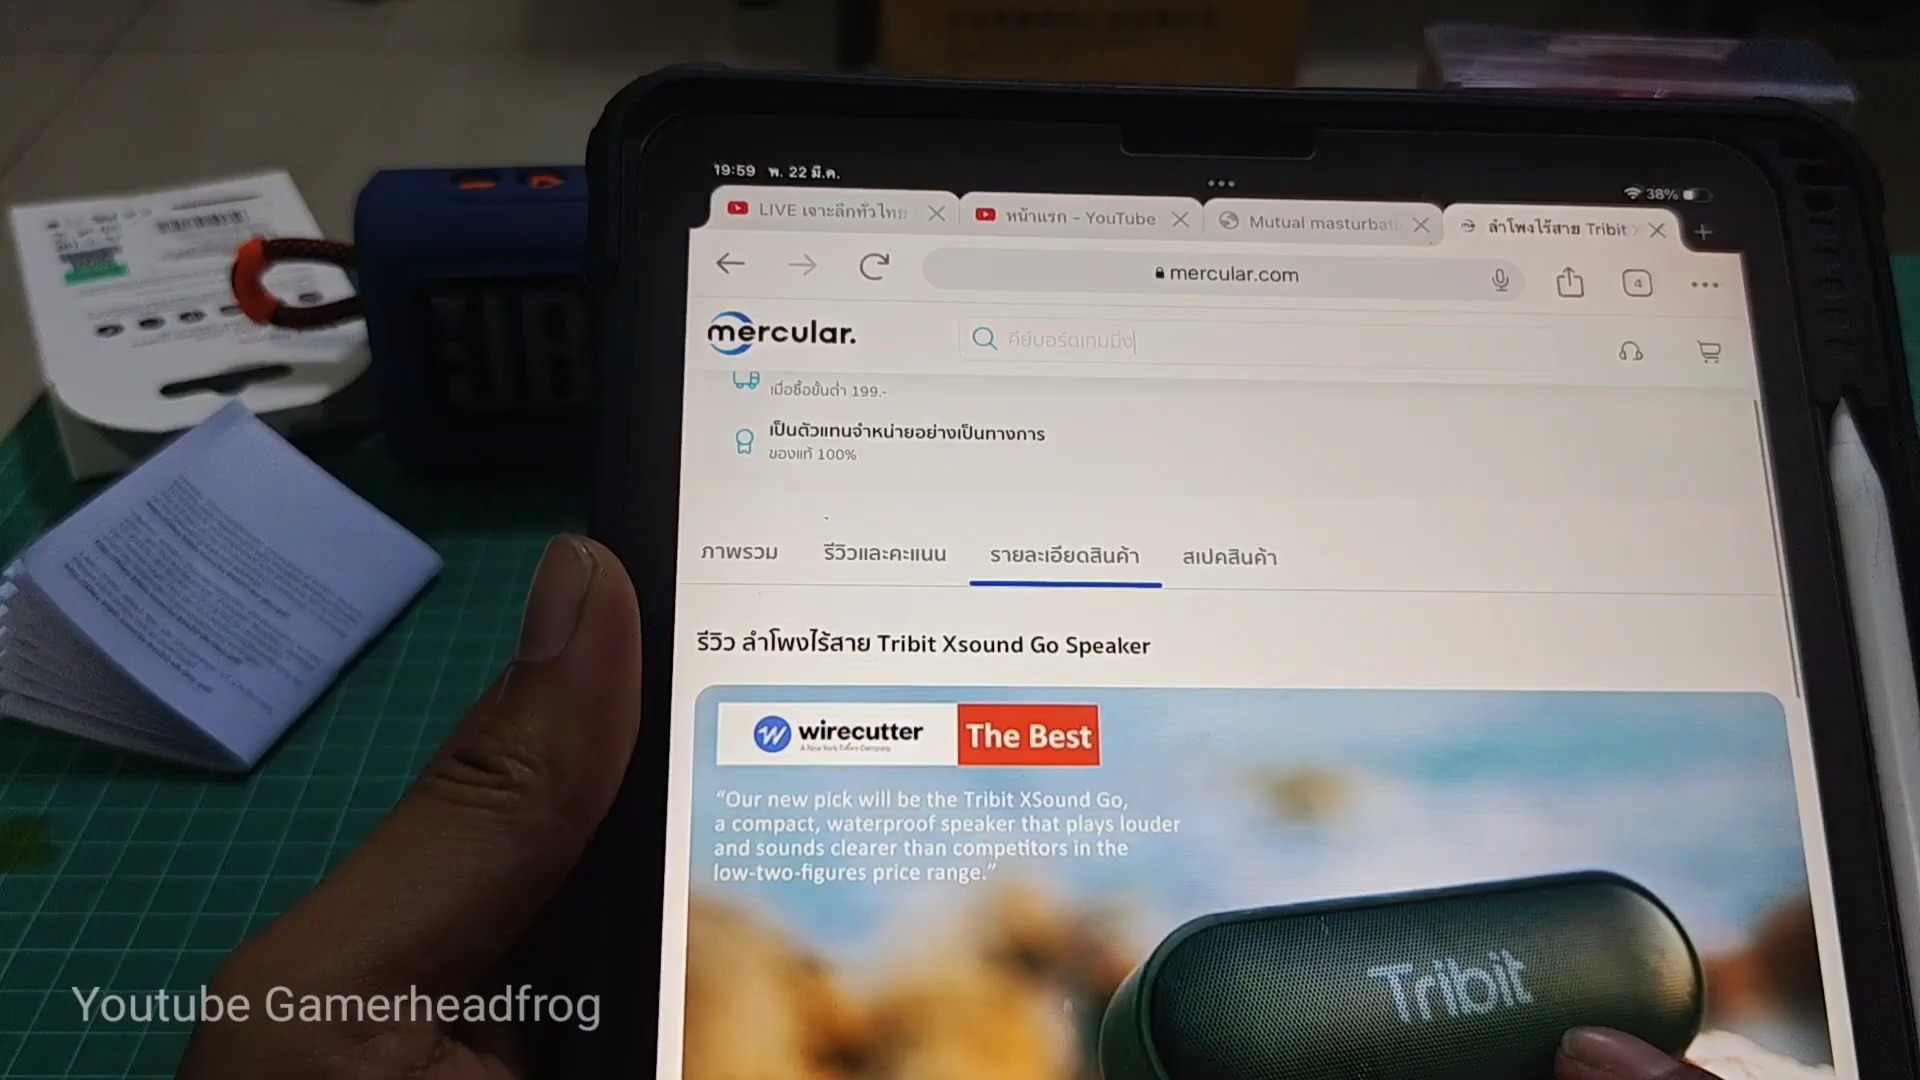 19:59 พ. 22 มี.ค.
38%
LIVE เจาะลึกทั่วไทย
หน้าแรก - YouTube
Mutual masturbati
ลำโพงไร้สาย Tribit X
mercular.com
4
mercular.
คีย์บอร์ดเกมมิ่ง
เมื่อซื้อขั้นต่ำ 199.-
เป็นตัวแทนจำหน่ายอย่างเป็นทางการ
ของแท้ 100%
ภาพรวม
รีวิวและคะแนน
รายละเอียดสินค้า
สเปคสินค้า
รีวิว ลำโพงไร้สาย Tribit Xsound Go Speaker
wirecutter
A New York Times Company
The Best
“Our new pick will be the Tribit XSound Go,
a compact, waterproof speaker that plays louder
and sounds clearer than competitors in the
low-two-figures price range.”
Tribit
JB
Youtube Gamerheadfrog